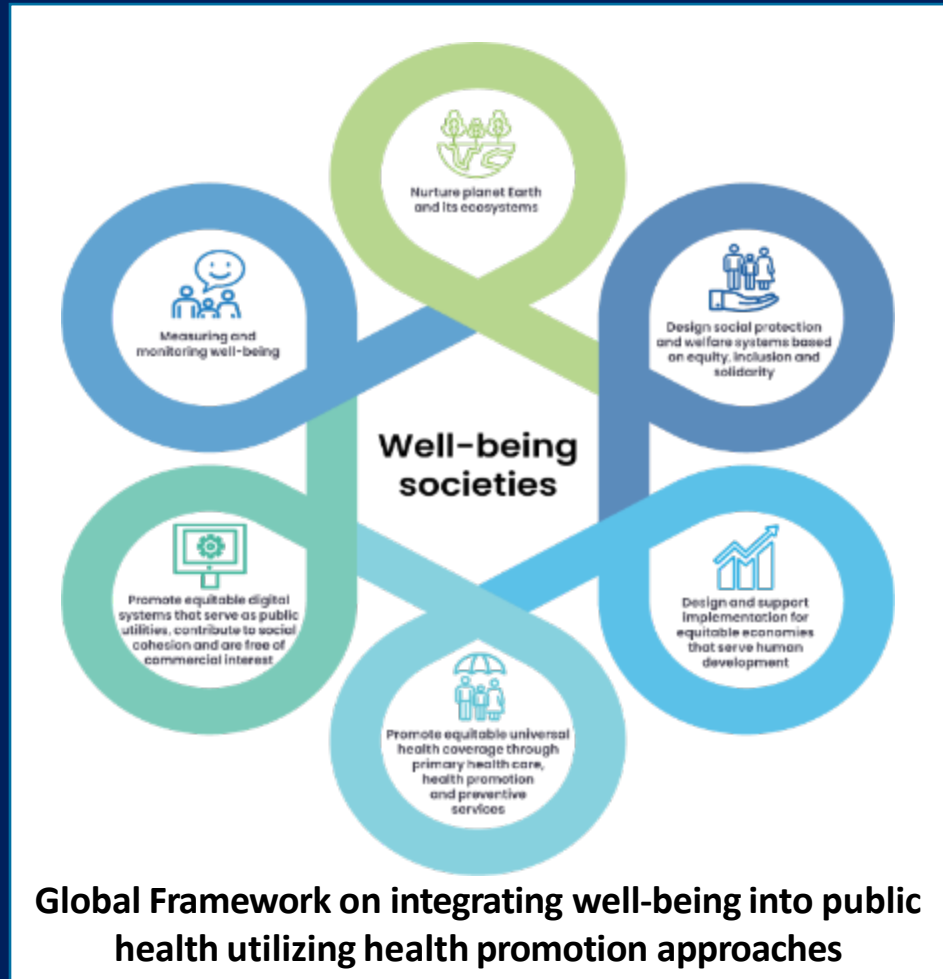 Nurture planet Earth
and its ecosystems
Measuring and
monitoring well-being
Design social protection
and welfare systems based
on equity, inclusion and
solidarity
Well-being
societies
Promote equitable digital
systems that serve as public
utilities, contribute to social
cohesion and are free of
commercial interest
Design and support
implementation for
equitable economies
that serve human
development
Promote equitable universal
health coverage through
primary health care,
health promotion
and preventive
services
Global Framework on integrating well-being into public
health utilizing health promotion approaches